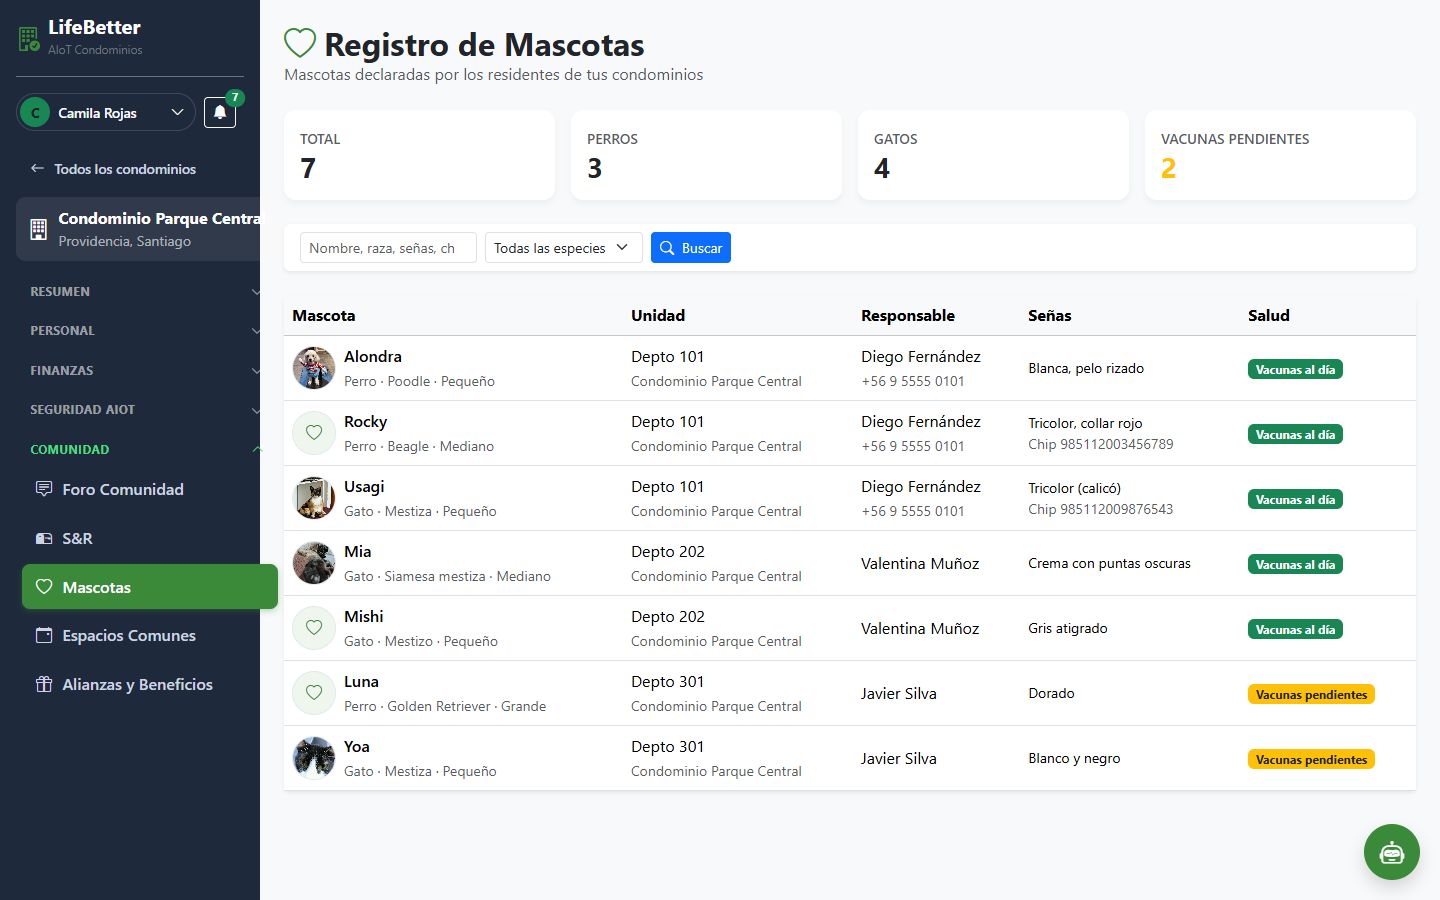 LifeBetter
AIoT Condominios
C
Camila Rojas
7
Todos los condominios
Condominio Parque Centra
Providencia, Santiago
RESUMEN
PERSONAL
FINANZAS
SEGURIDAD AIOT
COMUNIDAD
Foro Comunidad
S&R
Mascotas
Espacios Comunes
Alianzas y Beneficios
Registro de Mascotas
Mascotas declaradas por los residentes de tus condominios
TOTAL
7
PERROS
3
GATOS
4
VACUNAS PENDIENTES
2
Nombre, raza, señas, ch
Todas las especies
Buscar
Mascota Unidad Responsable Señas Salud
Alondra Depto 101 Diego Fernández Blanca, pelo rizado Vacunas al día
Perro · Poodle · Pequeño Condominio Parque Central +56 9 5555 0101
Rocky Depto 101 Diego Fernández Tricolor, collar rojo Vacunas al día
Perro · Beagle · Mediano Condominio Parque Central +56 9 5555 0101 Chip 985112003456789
Usagi Depto 101 Diego Fernández Tricolor (calicó) Vacunas al día
Gato · Mestiza · Pequeño Condominio Parque Central +56 9 5555 0101 Chip 985112009876543
Mia Depto 202 Valentina Muñoz Crema con puntas oscuras Vacunas al día
Gato · Siamesa mestiza · Mediano Condominio Parque Central
Mishi Depto 202 Valentina Muñoz Gris atigrado Vacunas al día
Gato · Mestizo · Pequeño Condominio Parque Central
Luna Depto 301 Javier Silva Dorado Vacunas pendientes
Perro · Golden Retriever · Grande Condominio Parque Central
Yoa Depto 301 Javier Silva Blanco y negro Vacunas pendientes
Gato · Mestiza · Pequeño Condominio Parque Central